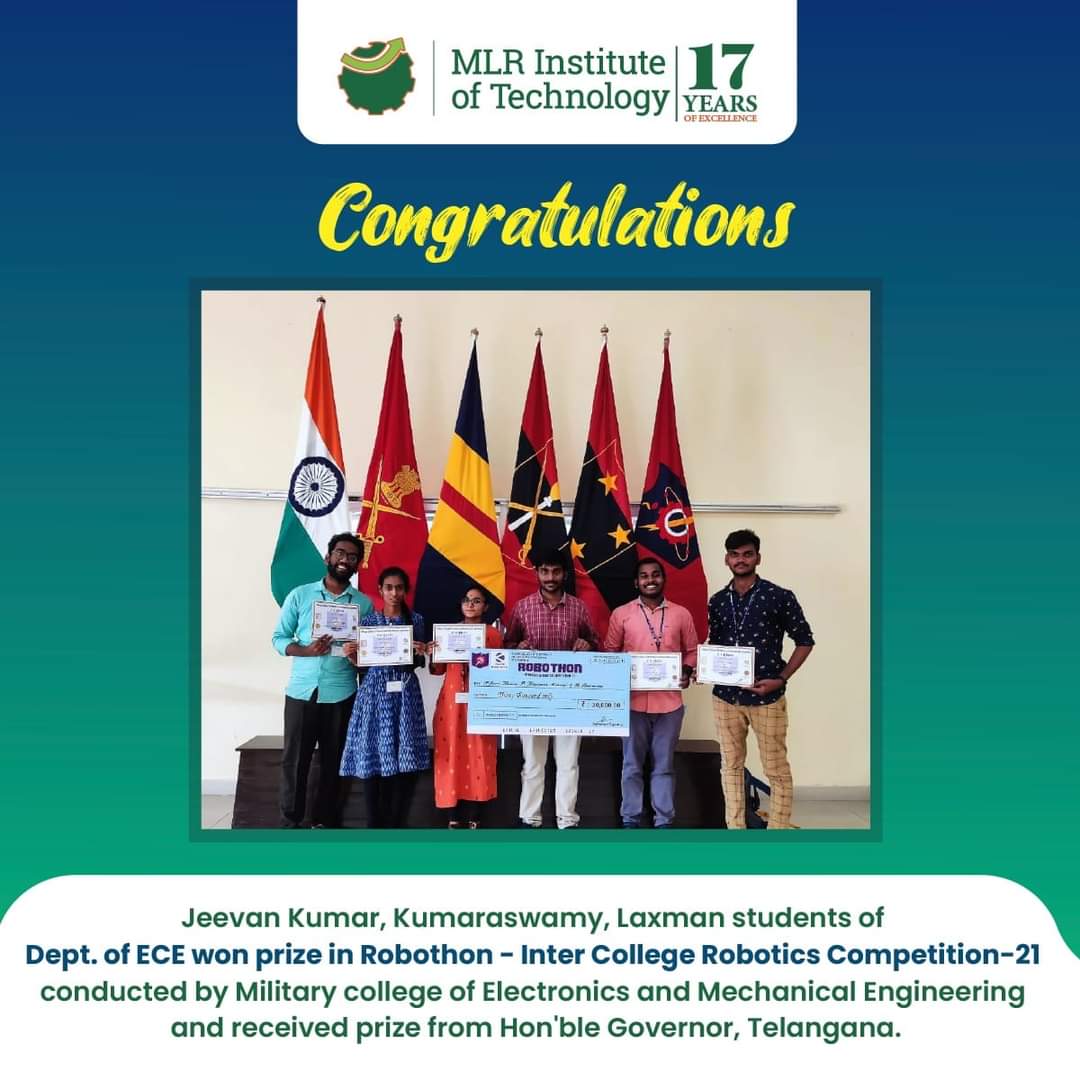 MLR Institute
of Technology
17
YEARS
OF EXCELLENCE
Congratulations
ROBOTHON
Jeevan Kumar, Kumaraswamy, Laxman students of
Dept. of ECE won prize in Robothon - Inter College Robotics Competition-21
conducted by Military college of Electronics and Mechanical Engineering
and received prize from Hon'ble Governor, Telangana.